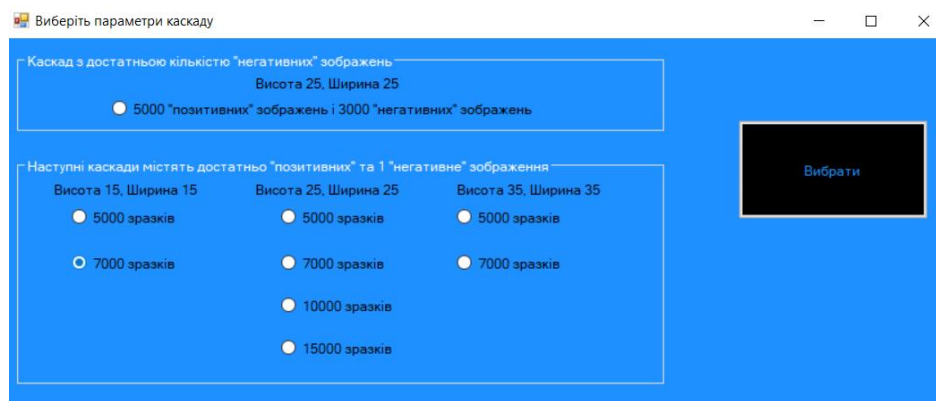 Виберіть параметри каскаду
Каскад з достатньою кількістю "негативних" зображень
Висота 25, Ширина 25
5000 "позитивних" зображень і 3000 "негативних" зображень
Вибрати
Наступні каскади містять достатньо "позитивних" та 1 "негативне" зображення
Висота 15, Ширина 15 Висота 25, Ширина 25 Висота 35, Ширина 35
5000 зразків 5000 зразків 5000 зразків
7000 зразків 7000 зразків 7000 зразків
10000 зразків
15000 зразків